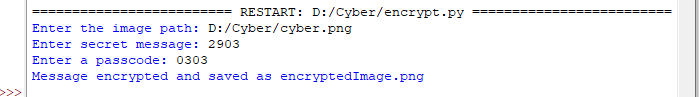 ========================= RESTART: D:/Cyber/encrypt.py =========================
Enter the image path: D:/Cyber/cyber.png
Enter secret message: 2903
Enter a passcode: 0303
Message encrypted and saved as encryptedImage.png
>>>